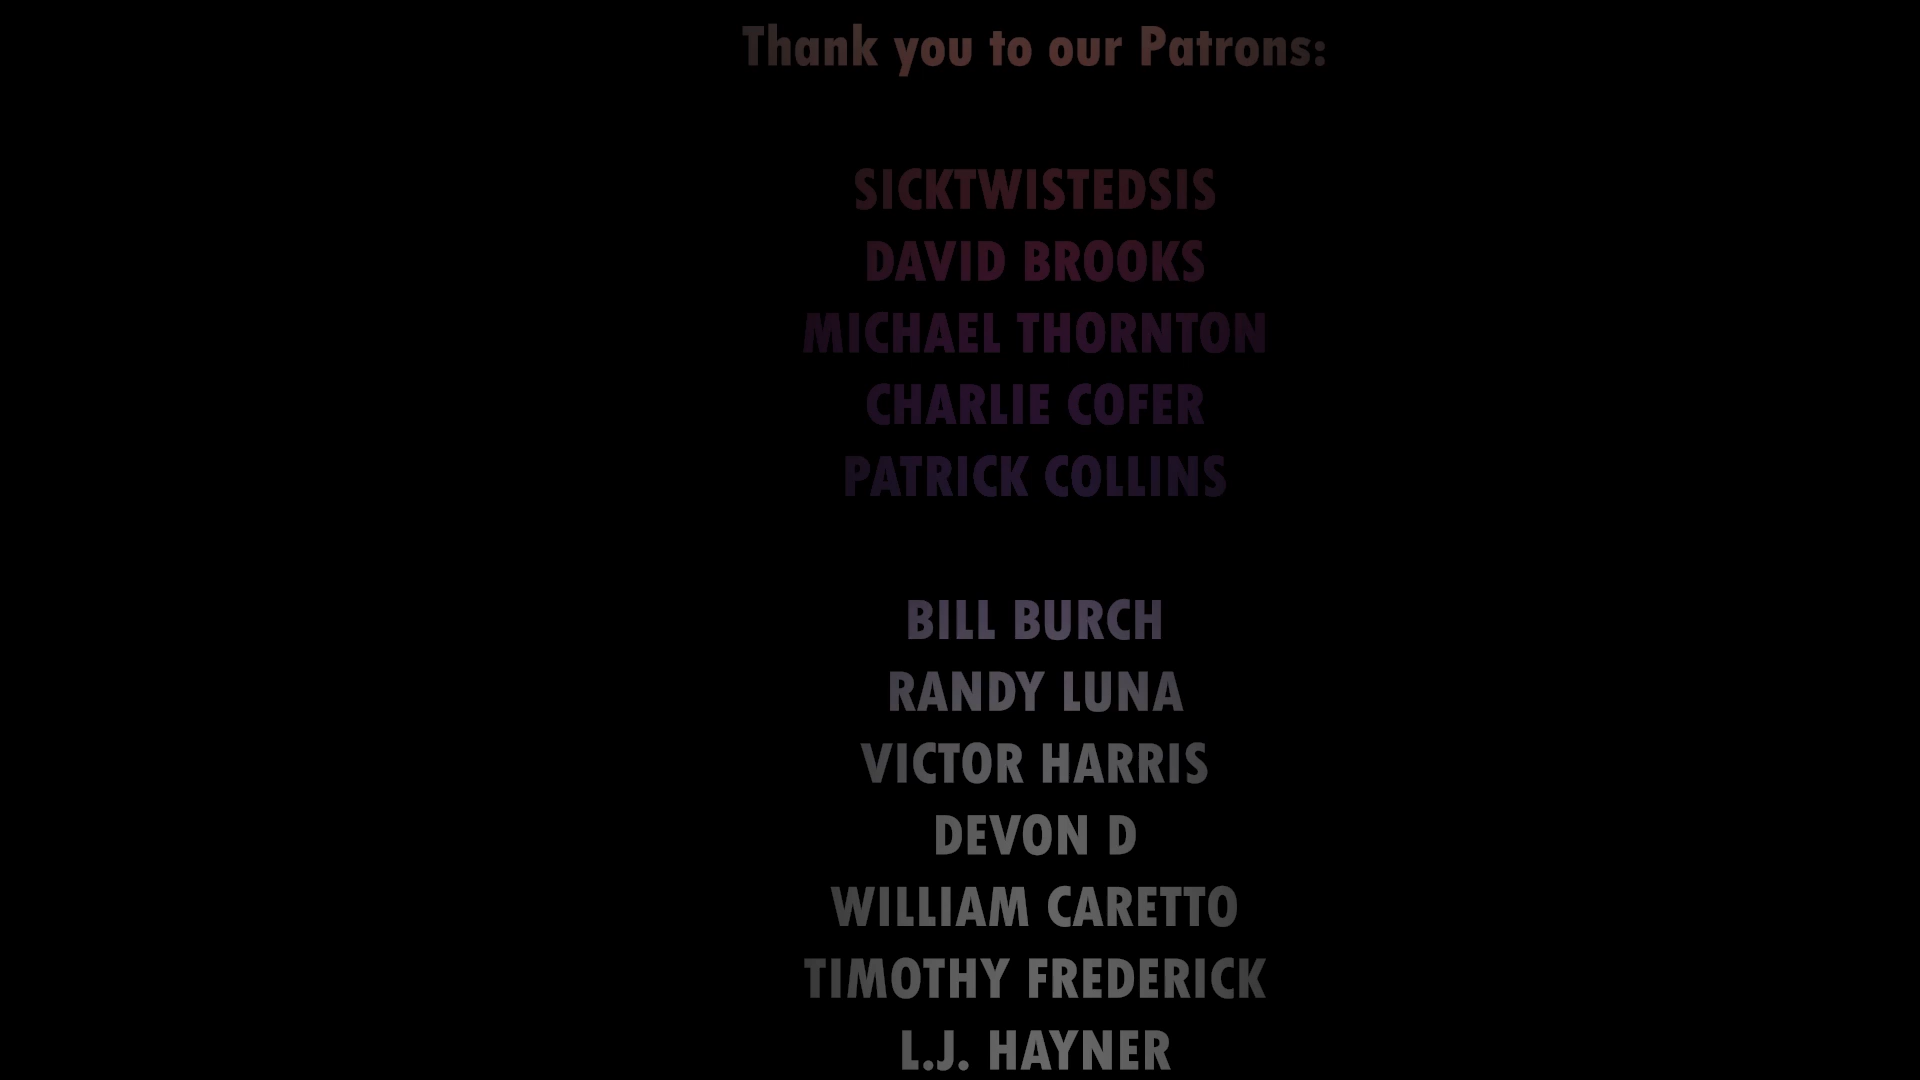 Thank you to our Patrons:
SICKTWISTEDSIS
DAVID BROOKS
MICHAEL THORNTON
CHARLIE COFER
PATRICK COLLINS
BILL BURCH
RANDY LUNA
VICTOR HARRIS
DEVON D
WILLIAM CARETTO
TIMOTHY FREDERICK
L.J. HAYNER